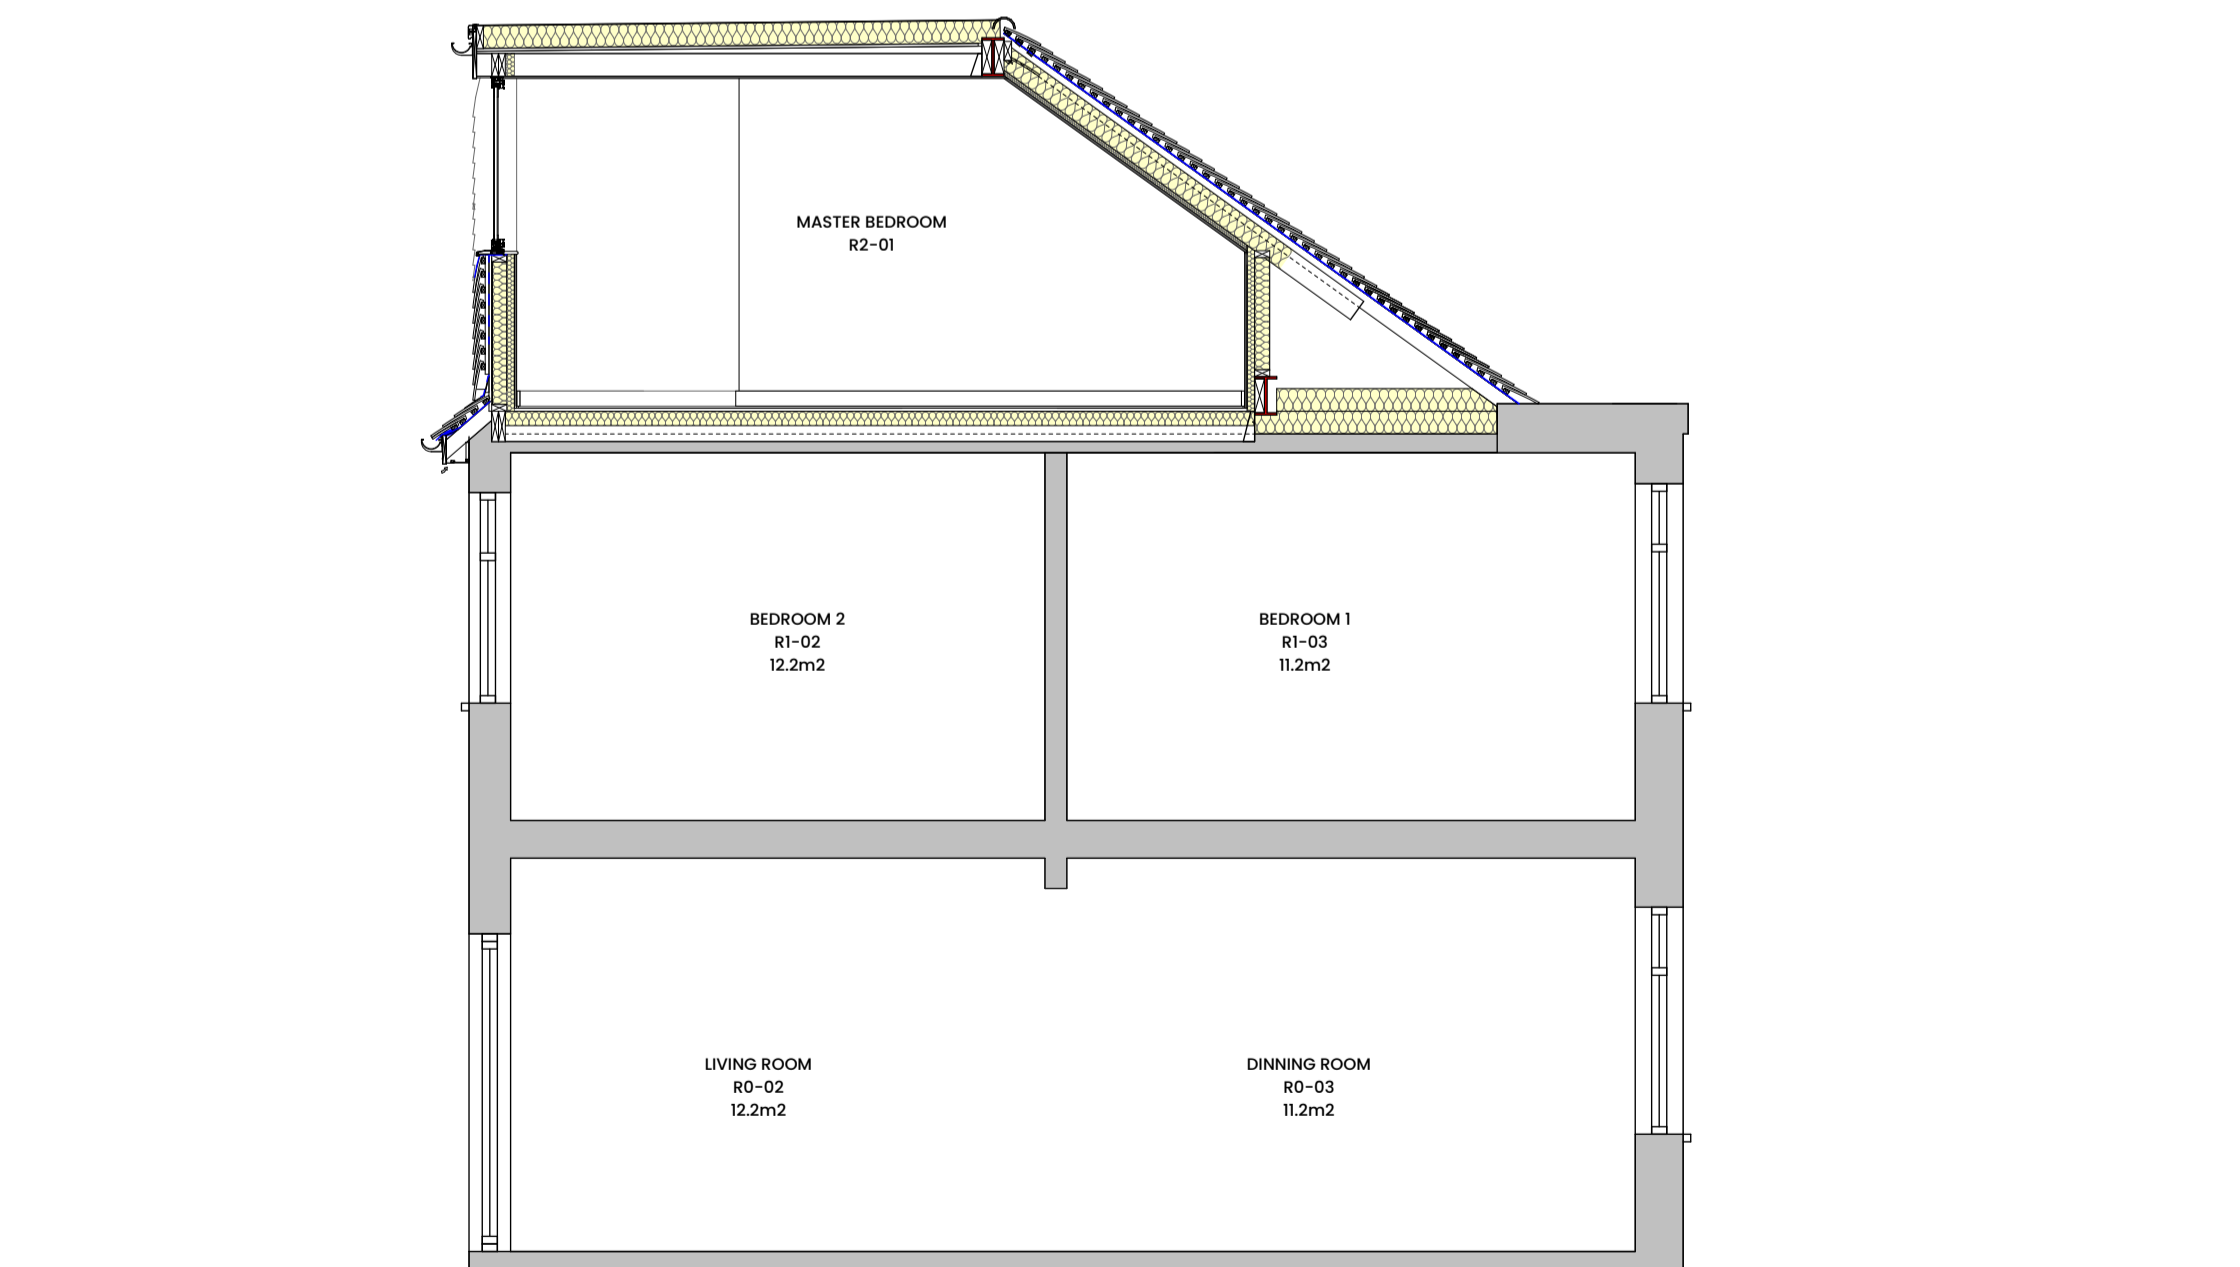 MASTER BEDROOM
R2-01
BEDROOM 2
R1-02
12.2m2
BEDROOM 1
R1-03
11.2m2
LIVING ROOM
R0-02
12.2m2
DINNING ROOM
R0-03
11.2m2